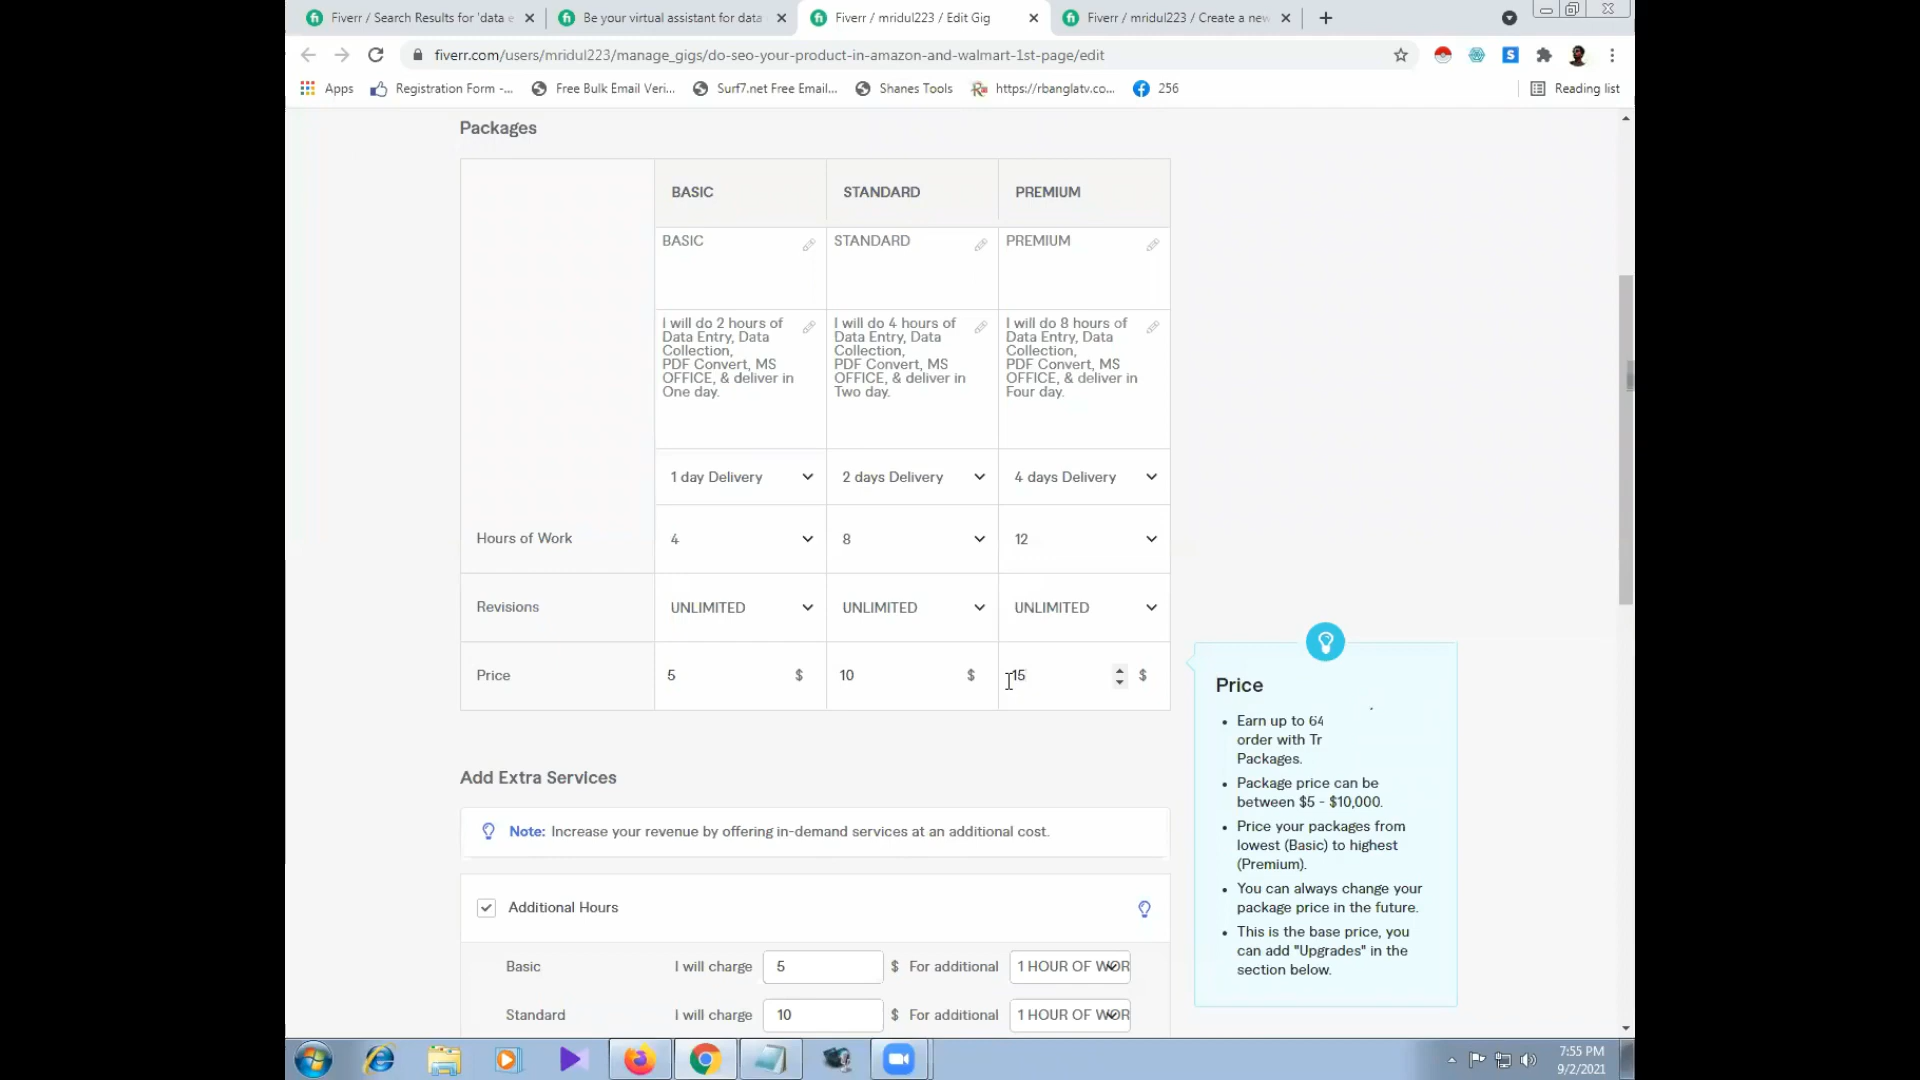 Fiverr / Search Results for 'data e
Be your virtual assistant for data
Fiverr / mridul223 / Edit Gig
Fiverr / mridul223 / Create a new
fiverr.com/users/mridul223/manage_gigs/do-seo-your-product-in-amazon-and-walmart-1st-page/edit
Apps
Registration Form -...
Free Bulk Email Veri...
Surf7.net Free Email...
Shanes Tools
https://rbanglatv.co...
256
Reading list
Packages
BASIC STANDARD PREMIUM
BASIC STANDARD PREMIUM
I will do 2 hours of
Data Entry, Data
Collection,
PDF Convert, MS
OFFICE, & deliver in
One day.
I will do 4 hours of
Data Entry, Data
Collection,
PDF Convert, MS
OFFICE, & deliver in
Two day.
I will do 8 hours of
Data Entry, Data
Collection,
PDF Convert, MS
OFFICE, & deliver in
Four day.
1 day Delivery 2 days Delivery 4 days Delivery
Hours of Work 4 8 12
Revisions UNLIMITED UNLIMITED UNLIMITED
Price 5 $ 10 $ 15 $
Price
Earn up to 64
order with Tr
Packages.
Package price can be
between $5 - $10,000.
Price your packages from
lowest (Basic) to highest
(Premium).
You can always change your
package price in the future.
This is the base price, you
can add "Upgrades" in the
section below.
Add Extra Services
Note: Increase your revenue by offering in-demand services at an additional cost.
Additional Hours
Basic I will charge 5 $ For additional 1 HOUR OF WOR
Standard I will charge 10 $ For additional 1 HOUR OF WOR
7:55 PM
9/2/2021